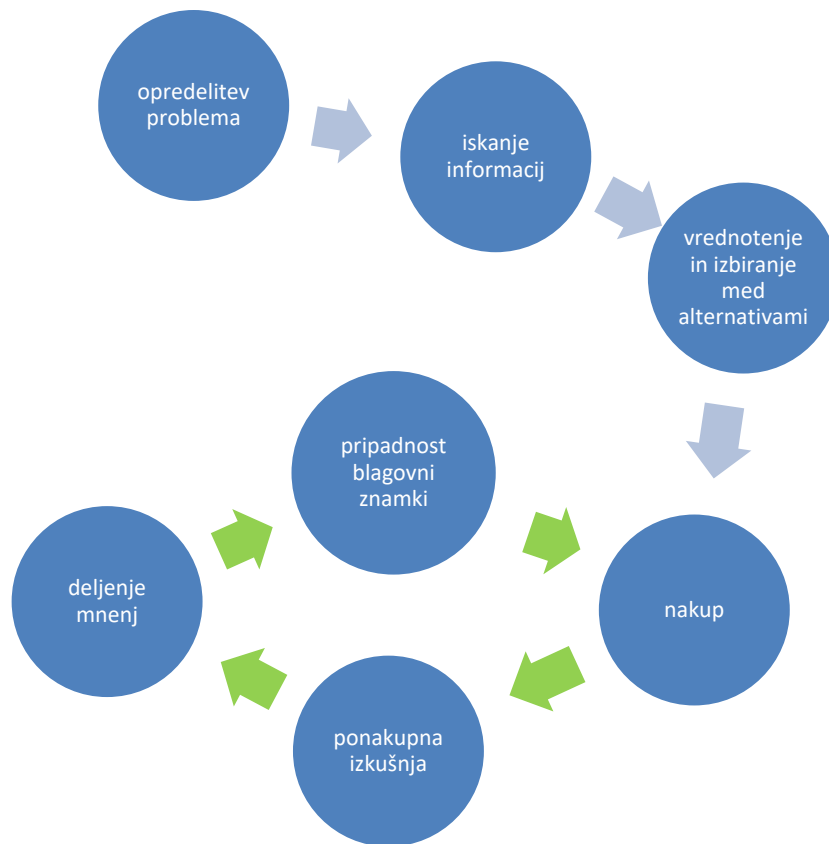 opredelitev
problema
iskanje
informacij
vrednotenje
in izbiranje
med
alternativami
pripadnost
blagovni
znamki
deljenje
mnenj
nakup
ponakupna
izkušnja